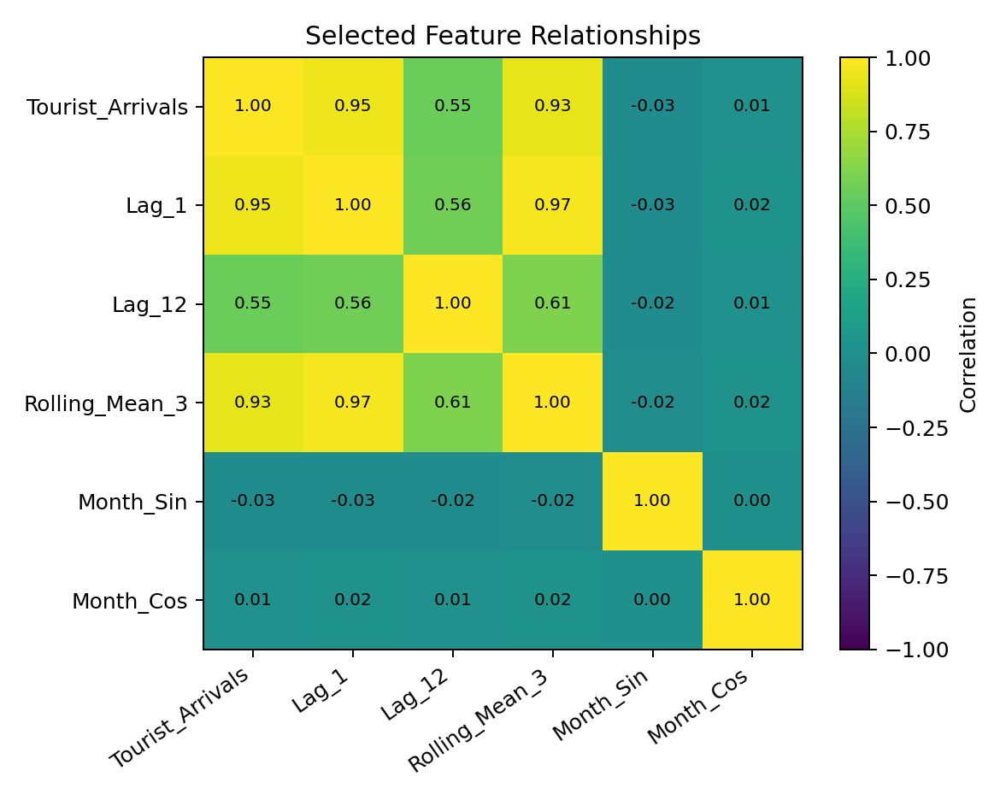 Selected Feature Relationships
Tourist_Arrivals 1.00 0.95 0.55 0.93 -0.03 0.01
Lag_1 0.95 1.00 0.56 0.97 -0.03 0.02
Lag_12 0.55 0.56 1.00 0.61 -0.02 0.01
Rolling_Mean_3 0.93 0.97 0.61 1.00 -0.02 0.02
Month_Sin -0.03 -0.03 -0.02 -0.02 1.00 0.00
Month_Cos 0.01 0.02 0.01 0.02 0.00 1.00
Tourist_Arrivals Lag_1 Lag_12 Rolling_Mean_3 Month_Sin Month_Cos
1.00
0.75
0.50
0.25
0.00
−0.25
−0.50
−0.75
−1.00
Correlation